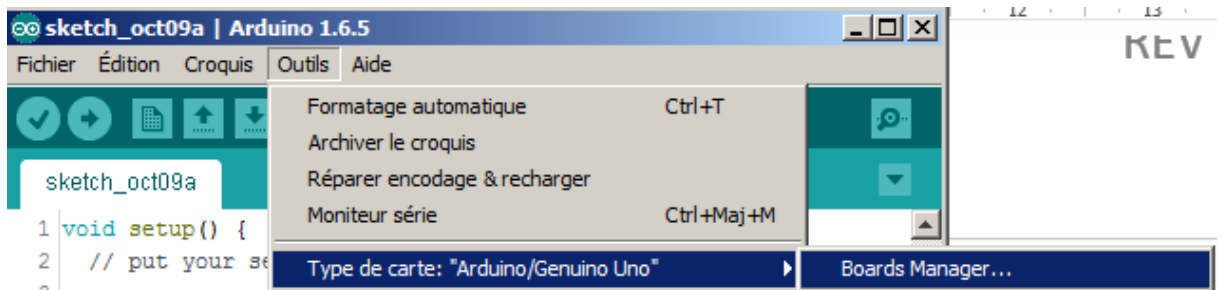 sketch_oct09a | Arduino 1.6.5
12 13
REV
Fichier Édition Croquis Outils Aide
Formatage automatique Ctrl+T
Archiver le croquis
sketch_oct09a
Réparer encodage & recharger
Moniteur série Ctrl+Maj+M
1 void setup() {
2 // put your se
Type de carte: "Arduino/Genuino Uno"
Boards Manager...